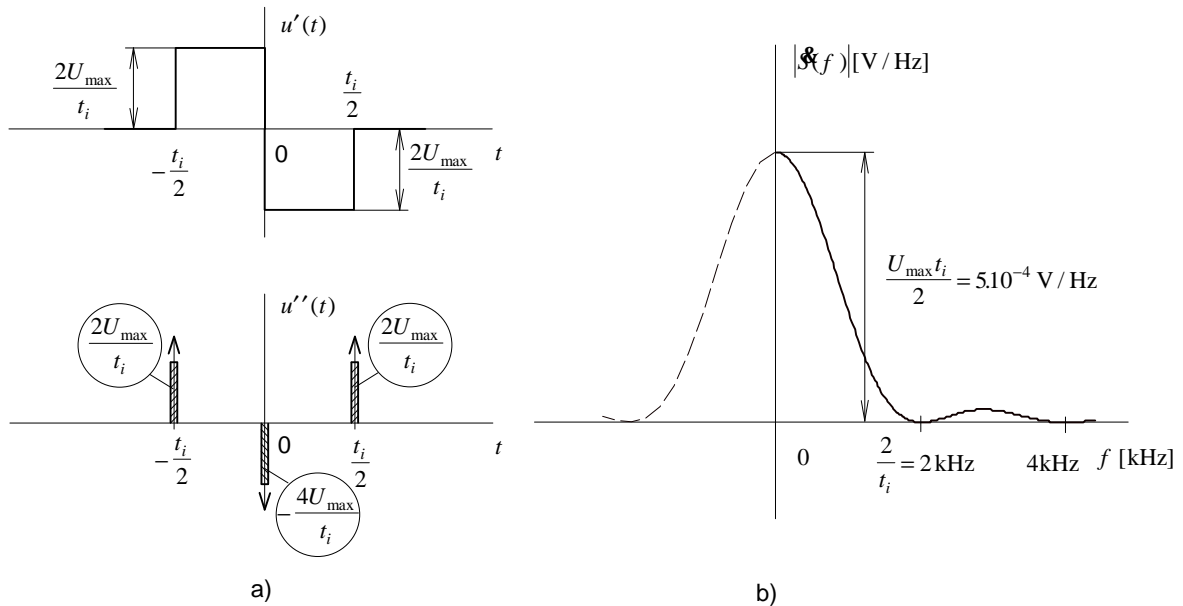 u′(t)
2U_max / t_i
t_i / 2
0
t
−t_i / 2
2U_max / t_i
u′′(t)
2U_max / t_i
2U_max / t_i
−t_i / 2
0
t_i / 2
t
−4U_max / t_i
a)
|S&(f)| [V / Hz]
U_max t_i / 2 = 5.10⁻⁴ V / Hz
0
2 / t_i = 2 kHz
4kHz
f [kHz]
b)